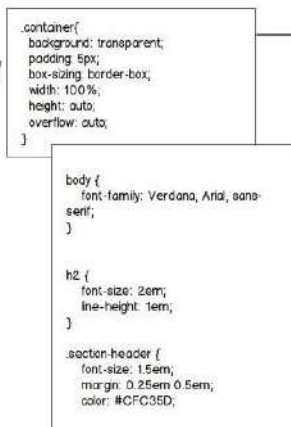 .container{
background: transparent;
padding: 5px;
box-sizing: border-box;
width: 100%;
height: auto;
overflow: auto;
}
body {
font-family: Verdana, Arial, sans-
serif;
}
h2 {
font-size: 2em;
line-height: 1em;
}
.section-header {
font-size: 1.5em;
margin: 0.25em 0.5em;
color: #CFC35D;